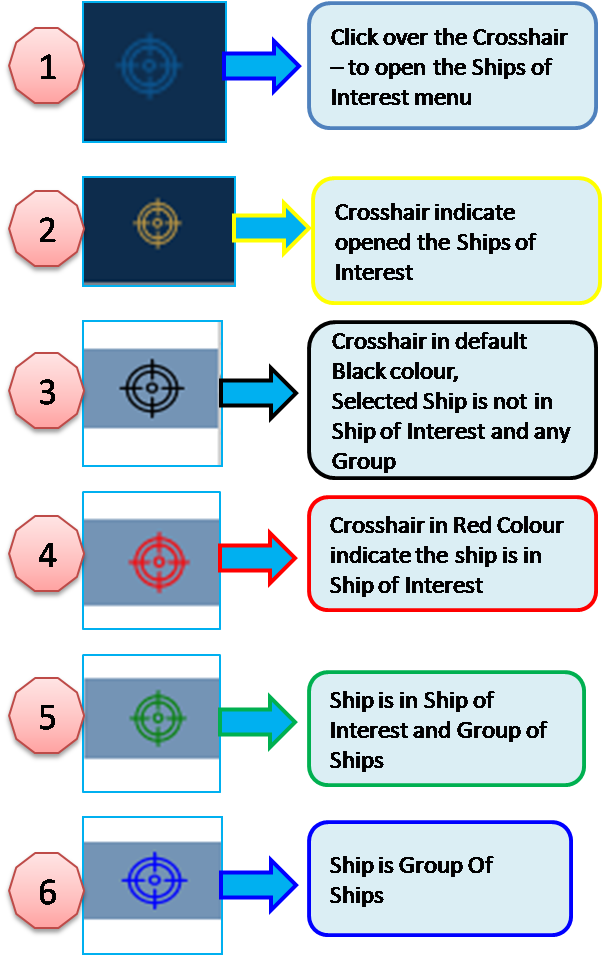 1
Click over the Crosshair
– to open the Ships of
Interest menu
2
Crosshair indicate
opened the Ships of
Interest
3
Crosshair in default
Black colour,
Selected Ship is not in
Ship of Interest and any
Group
4
Crosshair in Red Colour
indicate the ship is in
Ship of Interest
5
Ship is in Ship of
Interest and Group of
Ships
6
Ship is Group Of
Ships